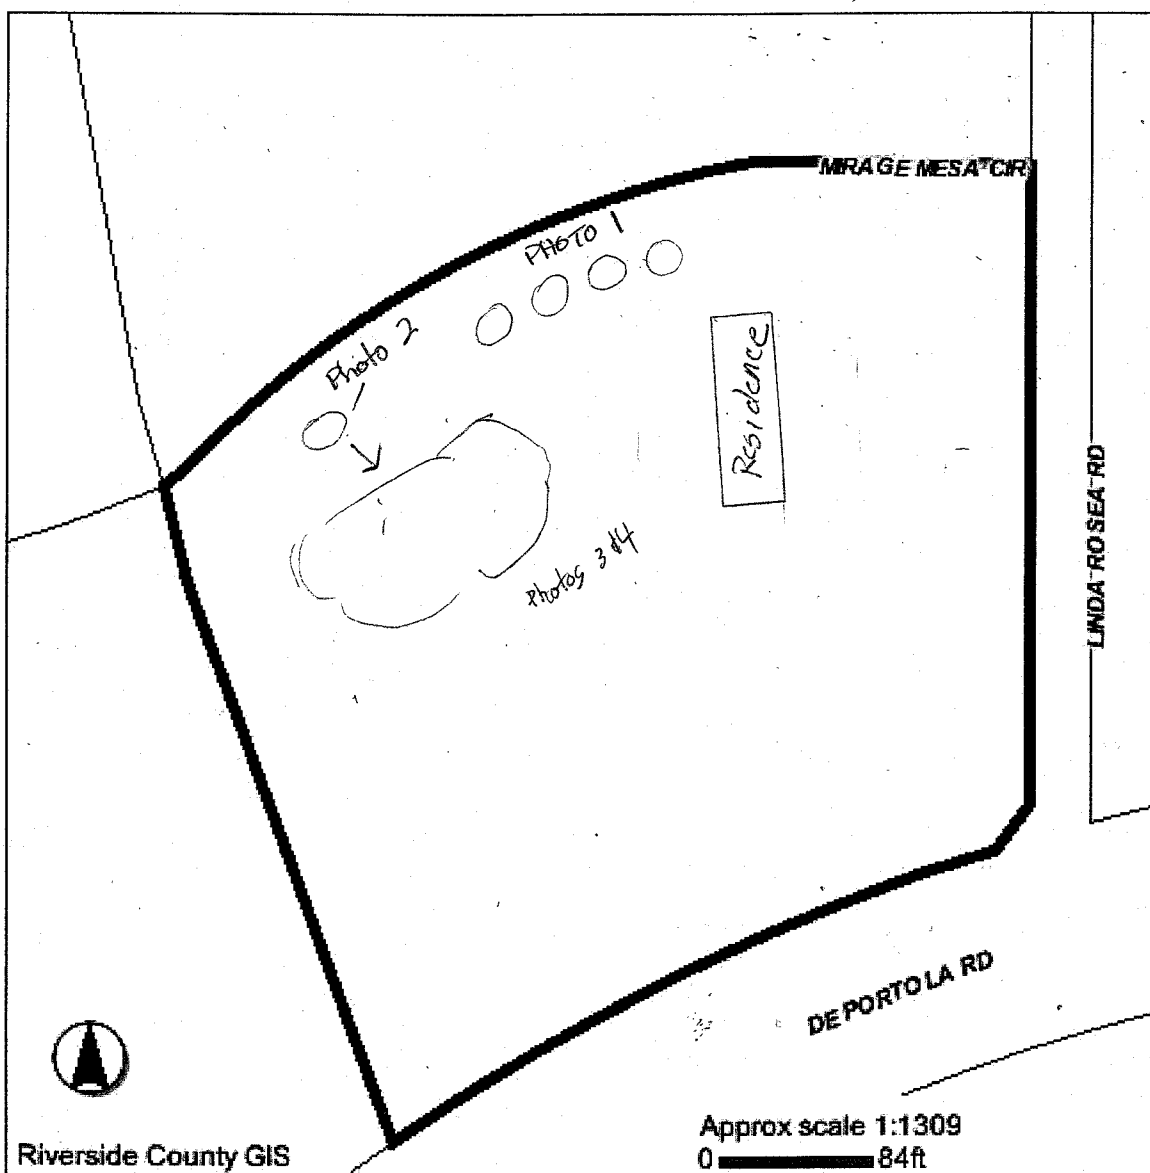 MIRAGE MESA CIR
PHOTO 1
Photo 2
Residence
Photos 3 &4
LINDA ROSEA RD
DE PORTOLA RD
Approx scale 1:1309
0 84ft
Riverside County GIS